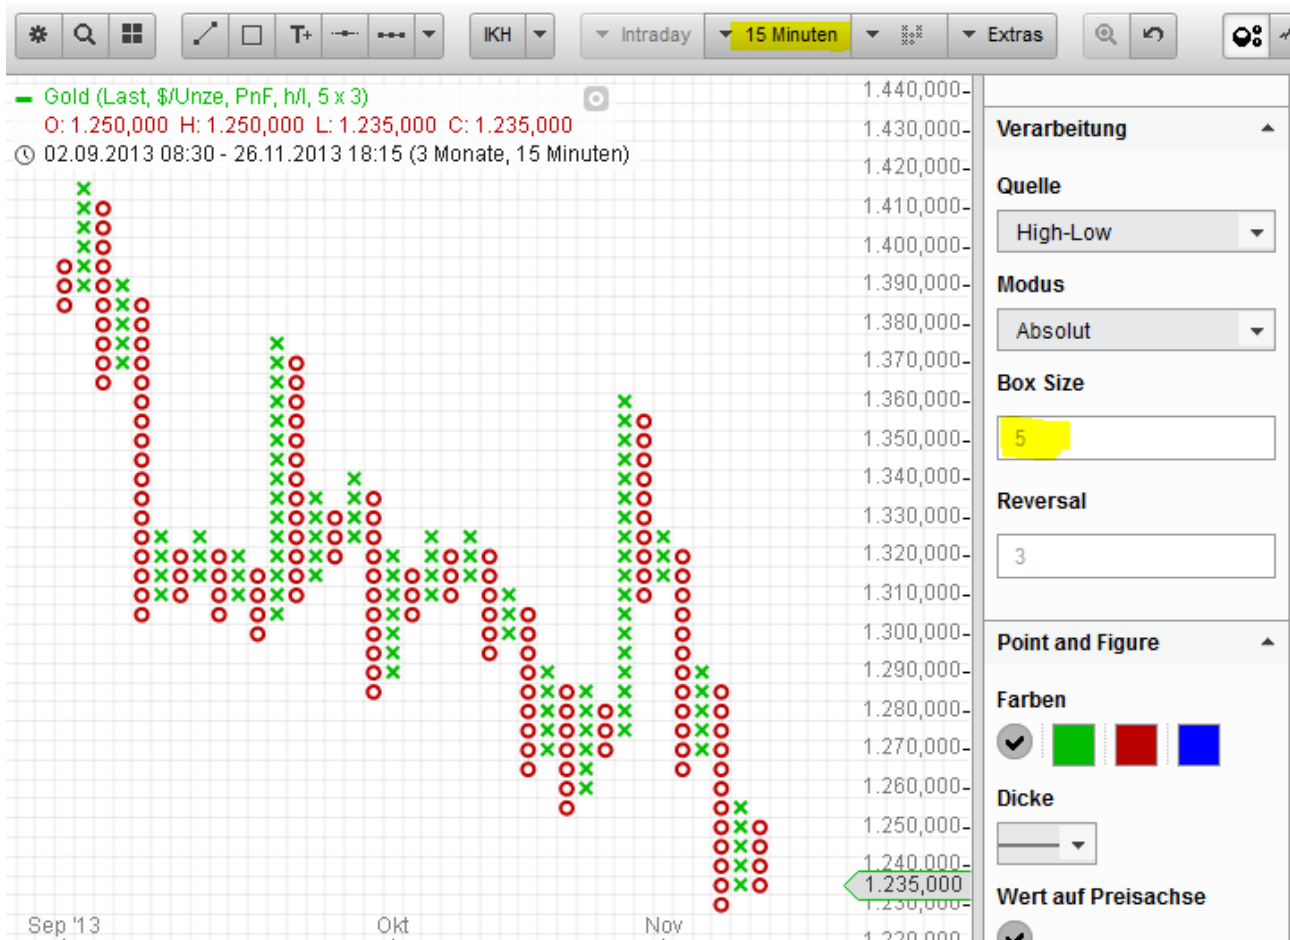 T+ IKH Intraday 15 Minuten Extras
Gold (Last, $/Unze, PnF, h/l, 5 x 3)
O: 1.250,000 H: 1.250,000 L: 1.235,000 C: 1.235,000
02.09.2013 08:30 - 26.11.2013 18:15 (3 Monate, 15 Minuten)
1.440,000
1.430,000
1.420,000
1.410,000
1.400,000
1.390,000
1.380,000
1.370,000
1.360,000
1.350,000
1.340,000
1.330,000
1.320,000
1.310,000
1.300,000
1.290,000
1.280,000
1.270,000
1.260,000
1.250,000
1.240,000
1.235,000
1.230,000
1.220,000
Sep '13 Okt Nov
Verarbeitung
Quelle
High-Low
Modus
Absolut
Box Size
5
Reversal
3
Point and Figure
Farben
Dicke
Wert auf Preisachse